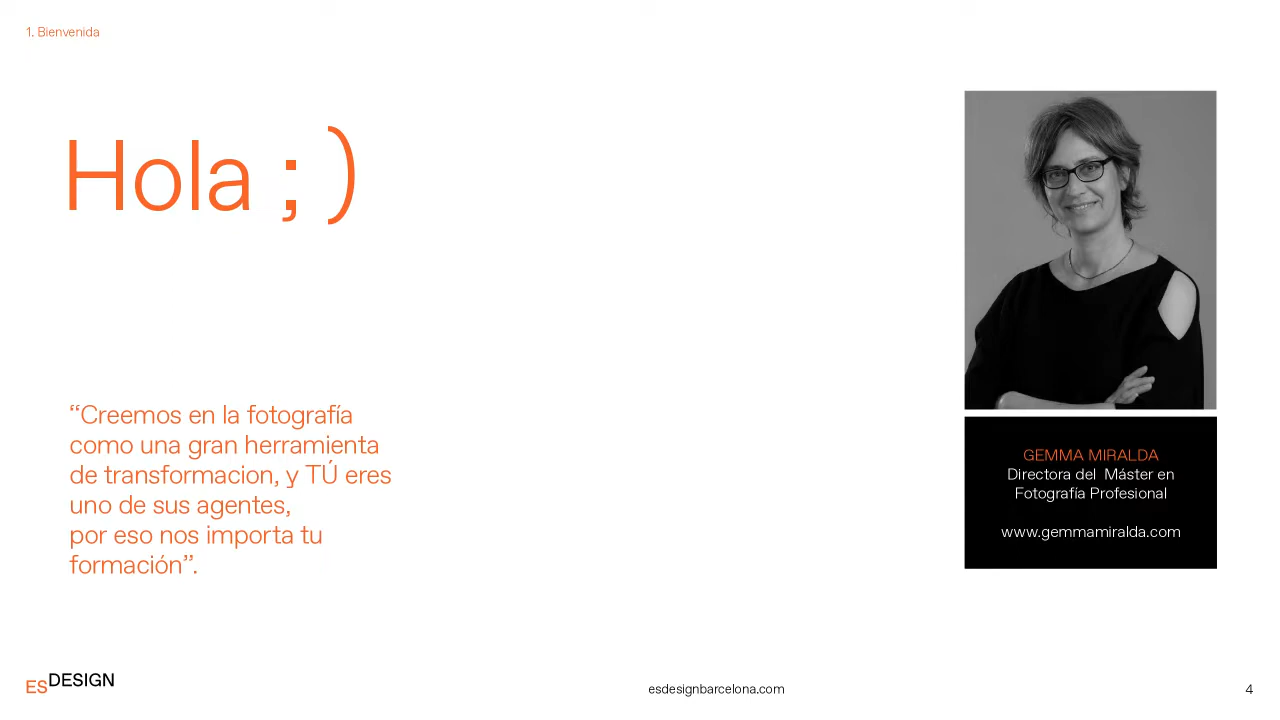 1. Bienvenida
Hola ; )
“Creemos en la fotografía
como una gran herramienta
de transformacion, y TÚ eres
uno de sus agentes,
por eso nos importa tu
formación”.
GEMMA MIRALDA
Directora del  Máster en
Fotografía Profesional
www.gemmamiralda.com
ESDESIGN
esdesignbarcelona.com
4